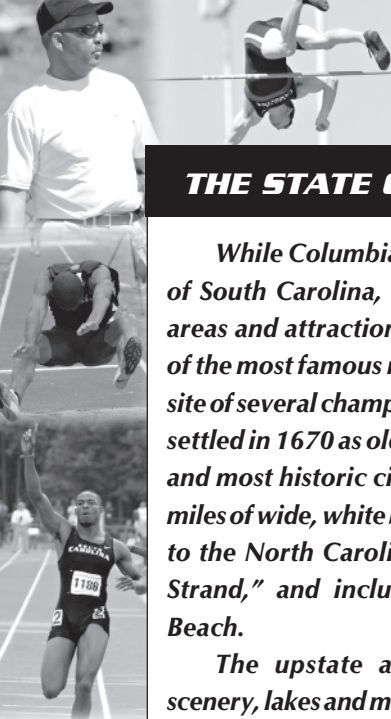 THE STATE
While Columbia
of South Carolina,
areas and attraction
of the most famous
site of several champ
settled in 1670 as ol
and most historic ci
miles of wide, white
to the North Caroli
Strand,” and inclu
Beach.
The upstate a
scenery, lakes and m
CAROLINA
1186
2